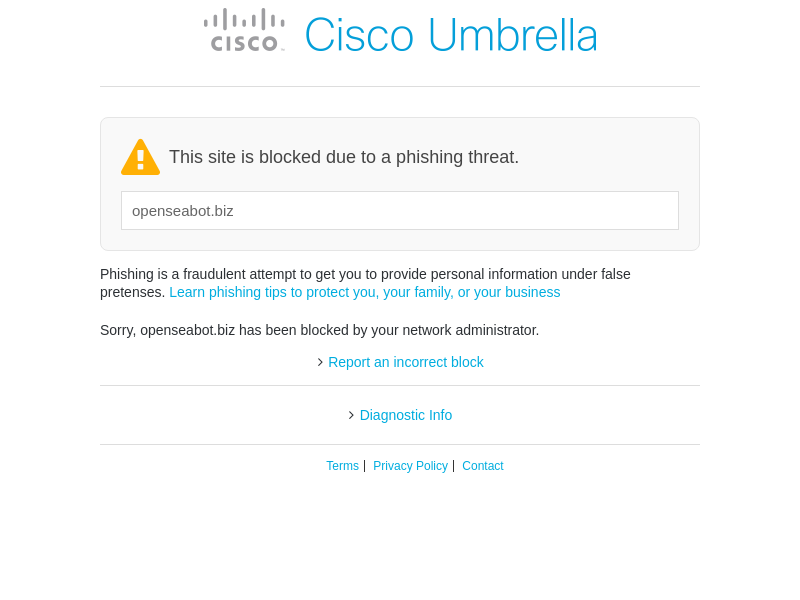 cisco
Cisco Umbrella
This site is blocked due to a phishing threat.
openseabot.biz
Phishing is a fraudulent attempt to get you to provide personal information under false
pretenses. Learn phishing tips to protect you, your family, or your business
Sorry, openseabot.biz has been blocked by your network administrator.
> Report an incorrect block
> Diagnostic Info
Terms | Privacy Policy | Contact